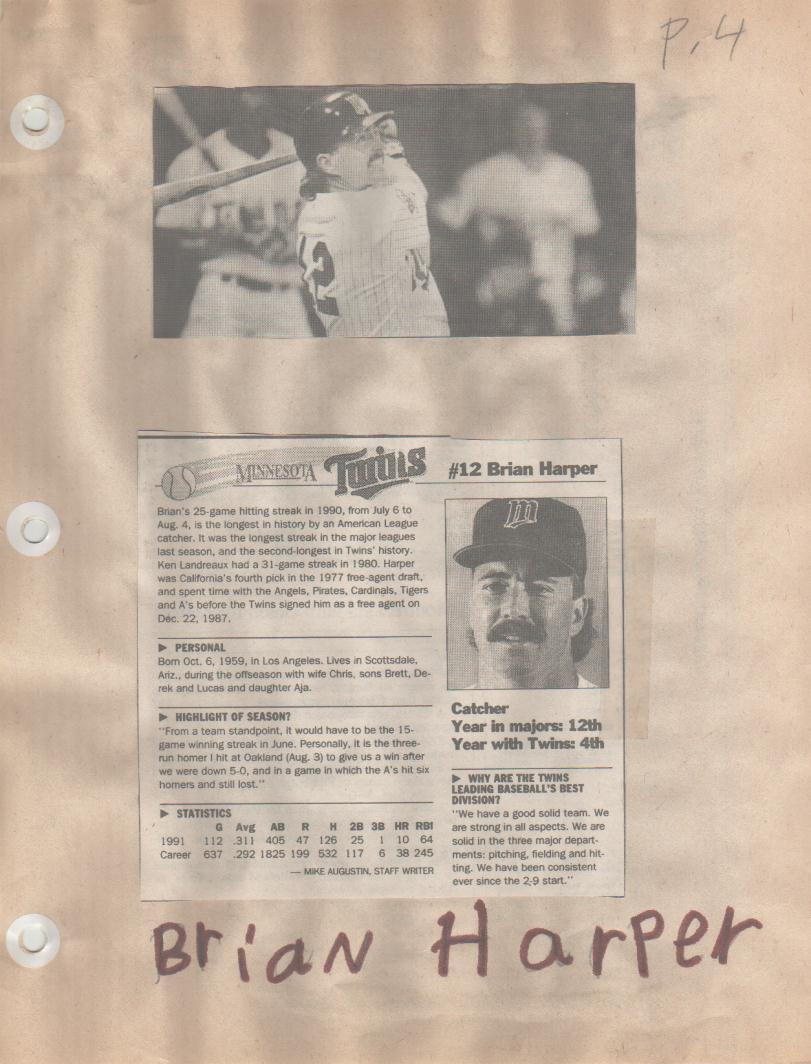 P. 4
12
MINNESOTA Twins
#12 Brian Harper
Brian's 25-game hitting streak in 1990, from July 6 to
Aug. 4, is the longest in history by an American League
catcher. It was the longest streak in the major leagues
last season, and the second-longest in Twins' history.
Ken Landreaux had a 31-game streak in 1980. Harper
was California's fourth pick in the 1977 free-agent draft,
and spent time with the Angels, Pirates, Cardinals, Tigers
and A's before the Twins signed him as a free agent on
Dec. 22, 1987.
► PERSONAL
Born Oct. 6, 1959, in Los Angeles. Lives in Scottsdale,
Ariz., during the offseason with wife Chris, sons Brett, De-
rek and Lucas and daughter Aja.
► HIGHLIGHT OF SEASON?
"From a team standpoint, it would have to be the 15-
game winning streak in June. Personally, it is the three-
run homer I hit at Oakland (Aug. 3) to give us a win after
we were down 5-0, and in a game in which the A's hit six
homers and still lost."
► STATISTICS
G Avg AB R H 2B 3B HR RBI
1991 112 .311 405 47 126 25 1 10 64
Career 637 .292 1825 199 532 117 6 38 245
— MIKE AUGUSTIN, STAFF WRITER
M
Catcher
Year in majors: 12th
Year with Twins: 4th
► WHY ARE THE TWINS
LEADING BASEBALL'S BEST
DIVISION?
"We have a good solid team. We
are strong in all aspects. We are
solid in the three major depart-
ments: pitching, fielding and hit-
ting. We have been consistent
ever since the 2-9 start."
Brian Harper